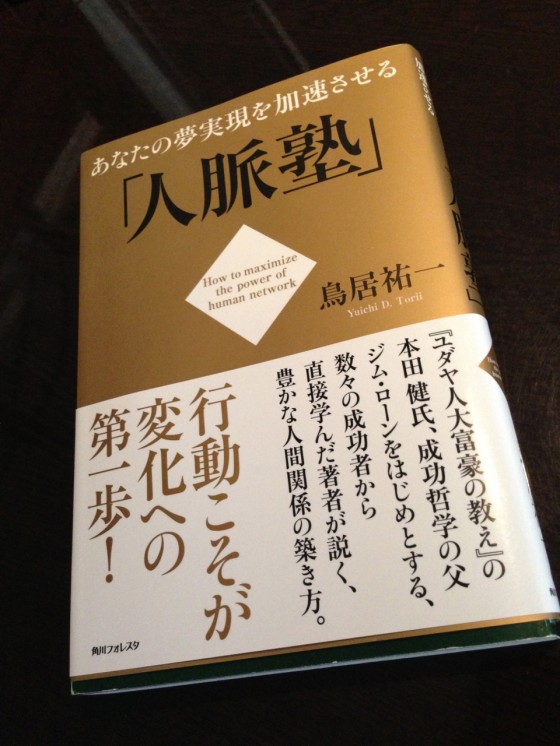 あなたの夢実現を加速させる
「人脈塾」
How to maximize
the power of
human network
鳥居祐一
Yuichi D. Torii
『ユダヤ人大富豪の教え』の
本田 健氏、成功哲学の父
ジム・ローンをはじめとする、
数々の成功者から
直接学んだ著者が説く、
豊かな人間関係の築き方。
行動こそが
変化への
第一歩！
角川フォレスタ